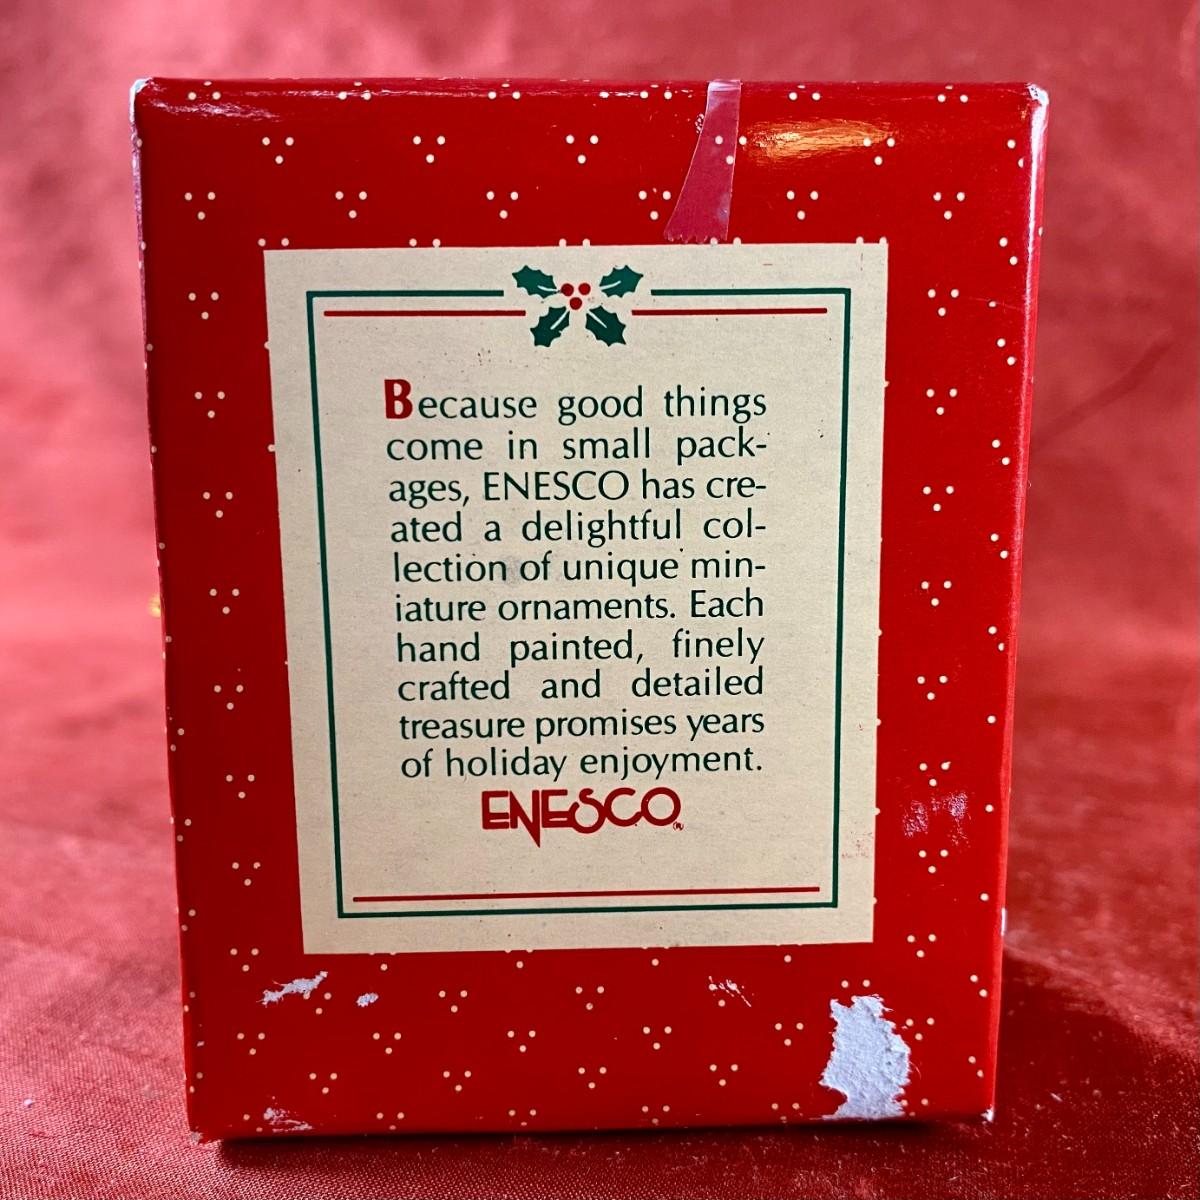 Because good things
come in small pack-
ages, ENESCO has cre-
ated a delightful col-
lection of unique min-
iature ornaments. Each
hand painted, finely
crafted and detailed
treasure promises years
of holiday enjoyment.
ENESCO®